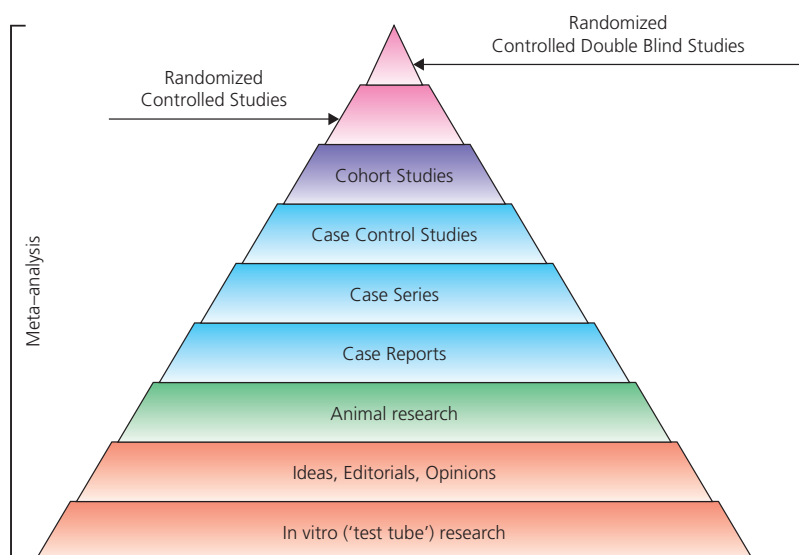 Randomized
Controlled Double Blind Studies
Randomized
Controlled Studies
Cohort Studies
Case Control Studies
Case Series
Case Reports
Animal research
Ideas, Editorials, Opinions
In vitro (‘test tube’) research
Meta–analysis